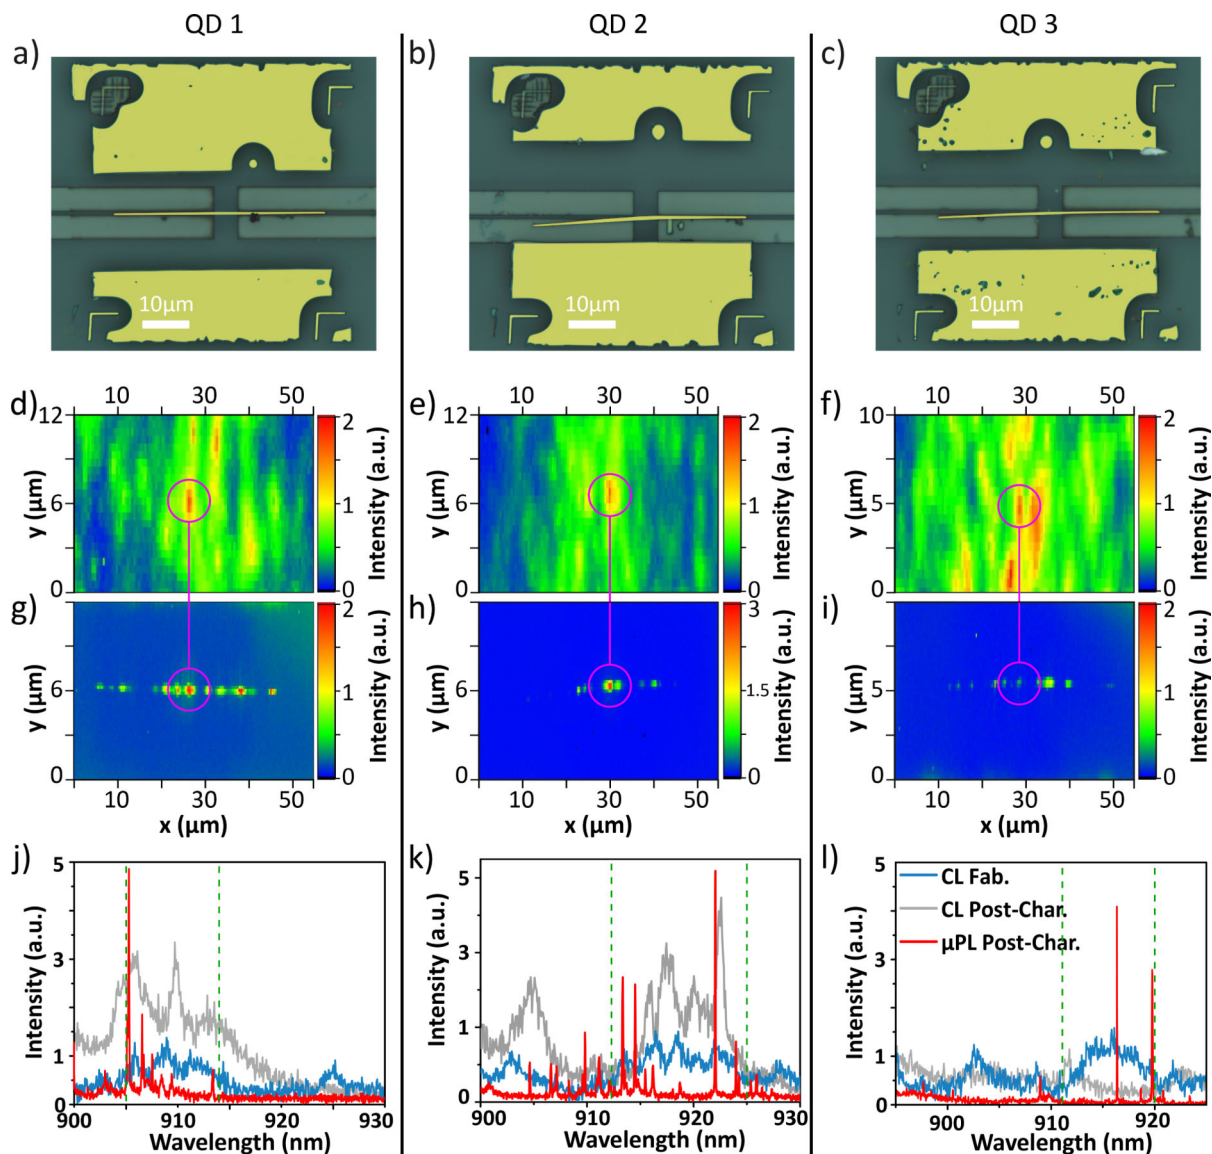 QD 1
QD 2
QD 3
a)
b)
c)
10µm
10µm
10µm
d)
10 30 50
12
6
0
y (µm)
2
1
0
Intensity (a.u.)
e)
10 30 50
12
6
0
y (µm)
2
1
0
Intensity (a.u.)
f)
10 30 50
10
5
0
y (µm)
2
1
0
Intensity (a.u.)
g)
6
0
y (µm)
10 30 50
x (µm)
2
1
0
Intensity (a.u.)
h)
6
0
y (µm)
10 30 50
x (µm)
3
1.5
0
Intensity (a.u.)
i)
5
0
y (µm)
10 30 50
x (µm)
2
1
0
Intensity (a.u.)
j)
5
3
1
0
Intensity (a.u.)
900 910 920 930
Wavelength (nm)
k)
5
3
1
0
Intensity (a.u.)
900 912 922 930
Wavelength (nm)
l)
5
3
1
0
Intensity (a.u.)
CL Fab.
CL Post-Char.
µPL Post-Char.
900 910 920
Wavelength (nm)